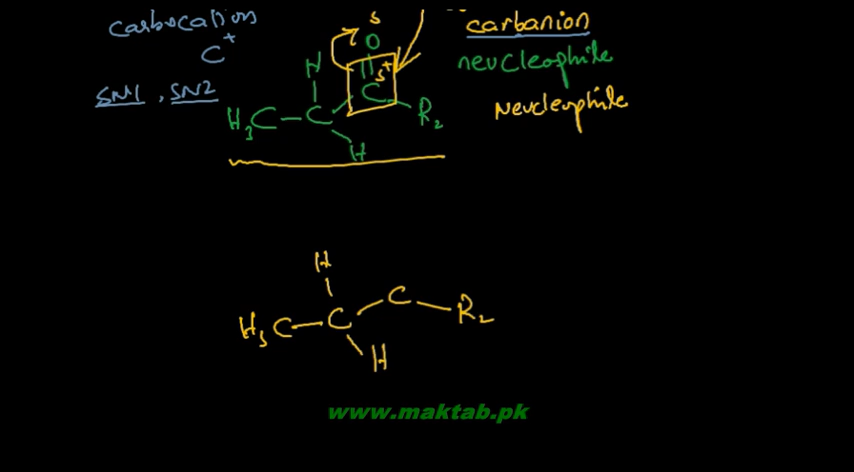 carbocation
C+
SN1, SN2
carbanion
neucleophile
Neucleophile
s
O
H
s+
C
H3C-C
R2
H
H
C
H3C-C
R2
H
www.maktab.pk